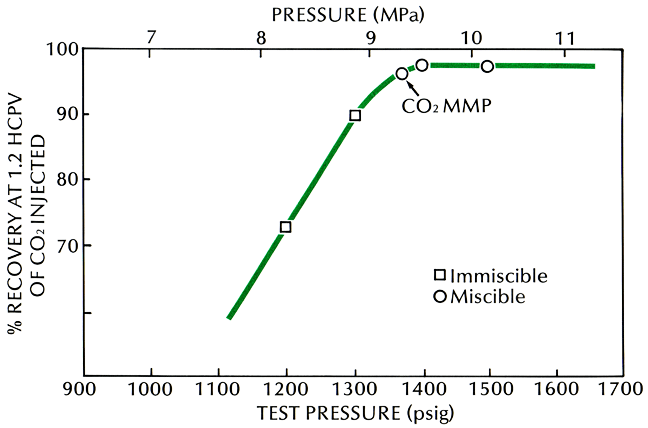 PRESSURE (MPa)
7 8 9 10 11
% RECOVERY AT 1.2 HCPV
OF CO₂ INJECTED
100
90
80
70
CO₂ MMP
Immiscible
Miscible
900 1000 1100 1200 1300 1400 1500 1600 1700
TEST PRESSURE (psig)